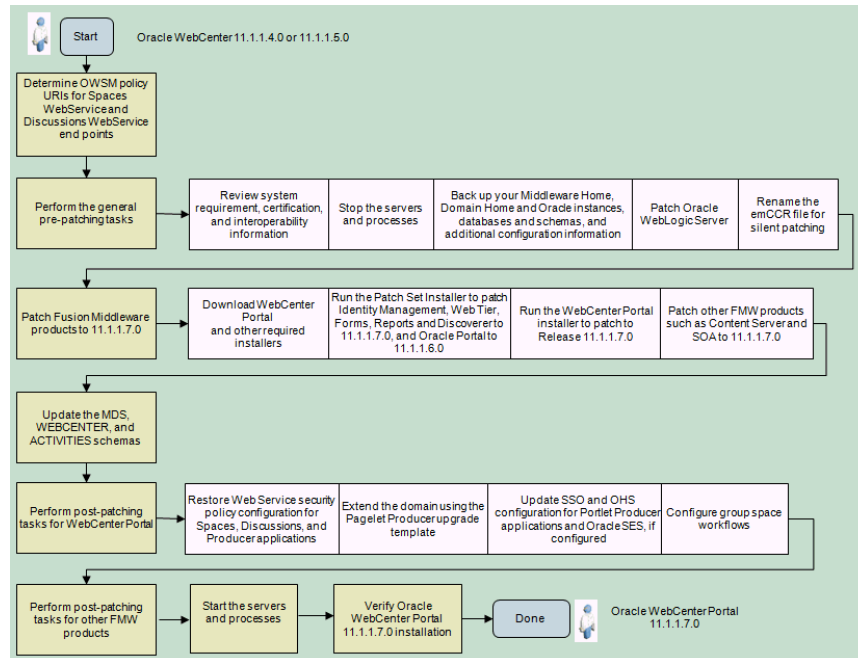 Start
Oracle WebCenter 11.1.1.4.0 or 11.1.1.5.0
Determine OWSM policy
URIs for Spaces
WebService and
Discussions WebService
end points
Perform the general
pre-patching tasks
Review system
requirement, certification,
and interoperability
information
Stop the servers
and processes
Back up your Middleware Home,
Domain Home and Oracle instances,
databases and schemas, and
additional configuration information
Patch Oracle
WebLogic Server
Rename the
emCCR file for
silent patching
Patch Fusion Middleware
products to 11.1.1.7.0
Download WebCenter
Portal
and other required
installers
Run the Patch Set Installer to patch
Identity Management, Web Tier,
Forms, Reports and Discoverer to
11.1.1.7.0, and Oracle Portal to
11.1.1.6.0
Run the WebCenter Portal
installer to patch to
Release 11.1.1.7.0
Patch other FMW products
such as Content Server and
SOA to 11.1.1.7.0
Update the MDS,
WEBCENTER, and
ACTIVITIES schemas
Perform post-patching
tasks for WebCenter Portal
Restore Web Service security
policy configuration for
Spaces, Discussions, and
Producer applications
Extend the domain using the
Pagelet Producer upgrade
template
Update SSO and OHS
configuration for Portlet Producer
applications and Oracle SES, if
configured
Configure group space
workflows
Perform post-patching
tasks for other FMW
products
Start the servers
and processes
Verify Oracle
WebCenter Portal
11.1.1.7.0 installation
Done
Oracle WebCenter Portal
11.1.1.7.0